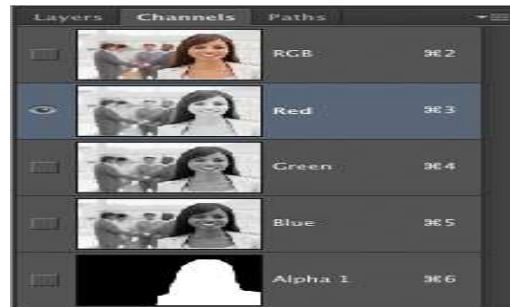 Layers Channels Paths
RGB ⌘2
Red ⌘3
Green ⌘4
Blue ⌘5
Alpha 1 ⌘6